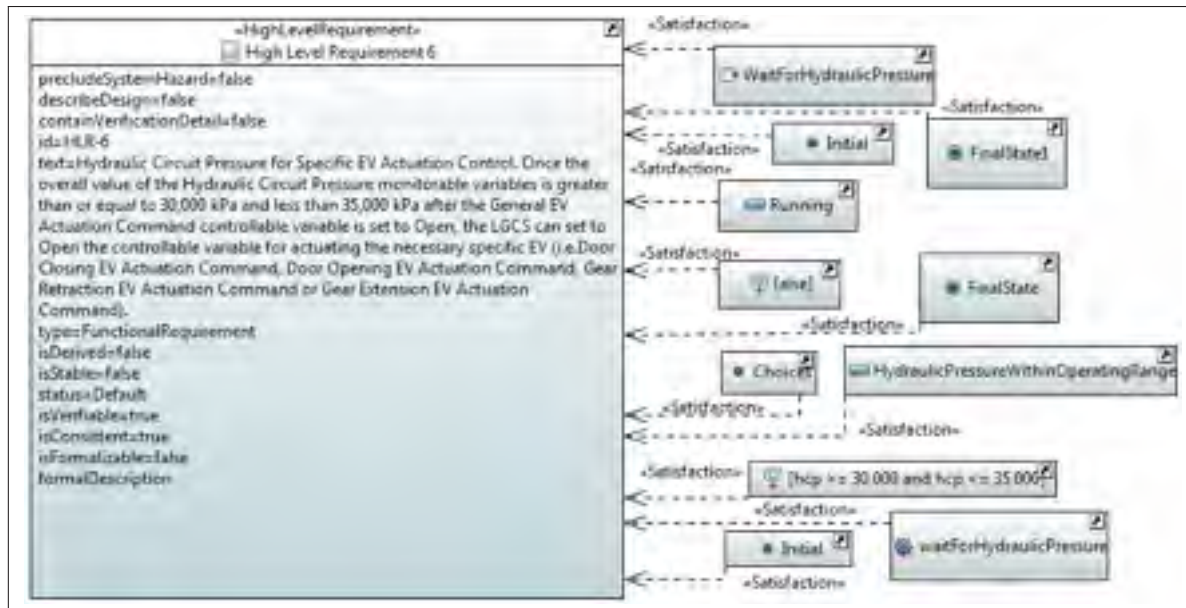 «HighLevelRequirement»
High Level Requirement 6
precludeSystemHazard=false
describeDesign=false
containVerificationDetail=false
id=HLR-6
text=Hydraulic Circuit Pressure for Specific EV Actuation Control. Once the
overall value of the Hydraulic Circuit Pressure monitorable variables is greater
than or equal to 30,000 kPa and less than 35,000 kPa after the General EV
Actuation Command controllable variable is set to Open, the LGCS can set to
Open the controllable variable for actuating the necessary specific EV (i.e.Door
Closing EV Actuation Command, Door Opening EV Actuation Command, Gear
Retraction EV Actuation Command or Gear Extension EV Actuation
Command).
type=FunctionalRequirement
isDerived=false
isStable=false
status=Default
isVerifiable=true
isConsistent=true
isFormalizable=false
formalDescription
«Satisfaction»
WaitForHydraulicPressure
«Satisfaction»
FinalState1
Initial
«Satisfaction»
«Satisfaction»
Running
«Satisfaction»
[else]
FinalState
«Satisfaction»
Choice1
HydraulicPressureWithinOperatingRange
«Satisfaction»
«Satisfaction»
«Satisfaction»
[hcp >= 30.000 and hcp <= 35.000]
«Satisfaction»
waitForHydraulicPressure
Initial
«Satisfaction»